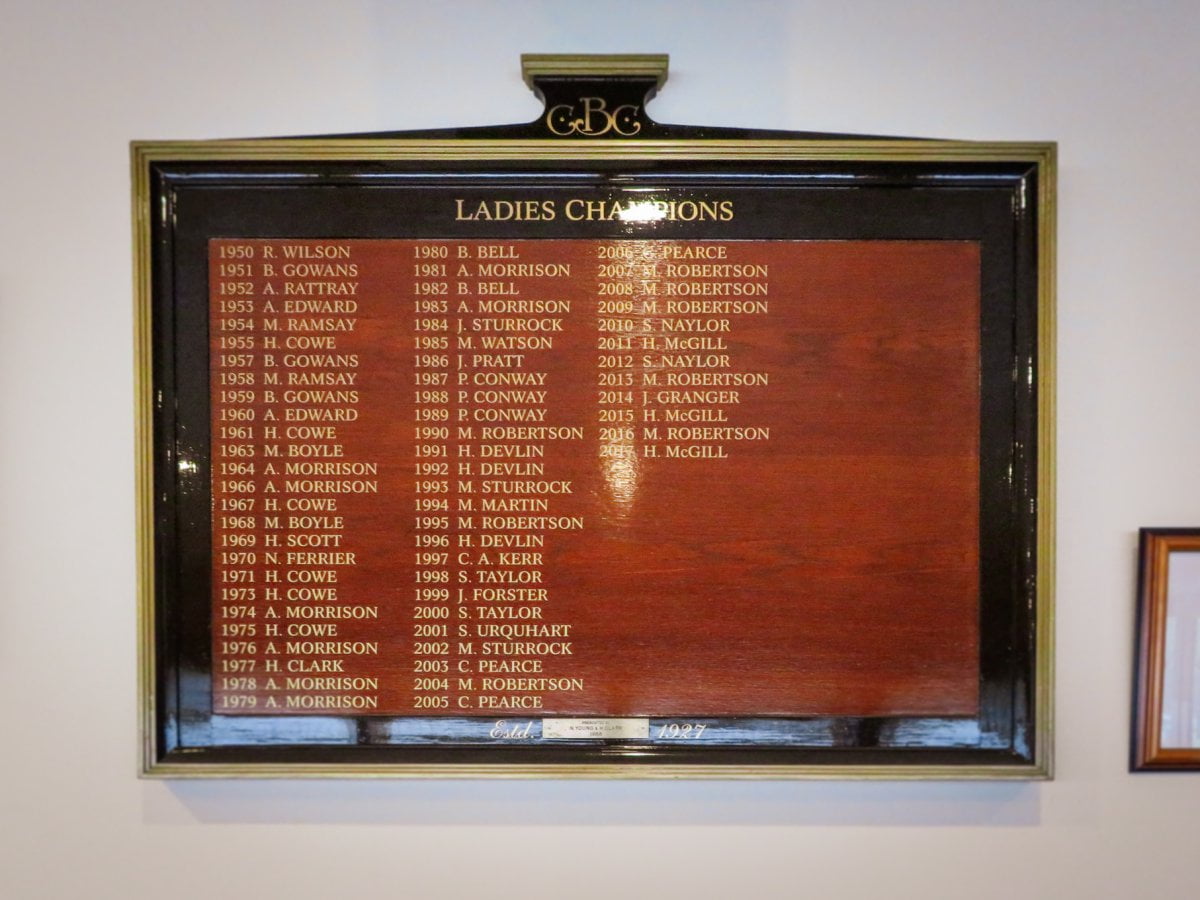 CBC
LADIES CHAMPIONS
1950 R. WILSON
1951 B. GOWANS
1952 A. RATTRAY
1953 A. EDWARD
1954 M. RAMSAY
1955 H. COWE
1957 B. GOWANS
1958 M. RAMSAY
1959 B. GOWANS
1960 A. EDWARD
1961 H. COWE
1963 M. BOYLE
1964 A. MORRISON
1966 A. MORRISON
1967 H. COWE
1968 M. BOYLE
1969 H. SCOTT
1970 N. FERRIER
1971 H. COWE
1973 H. COWE
1974 A. MORRISON
1975 H. COWE
1976 A. MORRISON
1977 H. CLARK
1978 A. MORRISON
1979 A. MORRISON
1980 B. BELL
1981 A. MORRISON
1982 B. BELL
1983 A. MORRISON
1984 J. STURROCK
1985 M. WATSON
1986 J. PRATT
1987 P. CONWAY
1988 P. CONWAY
1989 P. CONWAY
1990 M. ROBERTSON
1991 H. DEVLIN
1992 H. DEVLIN
1993 M. STURROCK
1994 M. MARTIN
1995 M. ROBERTSON
1996 H. DEVLIN
1997 C. A. KERR
1998 S. TAYLOR
1999 J. FORSTER
2000 S. TAYLOR
2001 S. URQUHART
2002 M. STURROCK
2003 C. PEARCE
2004 M. ROBERTSON
2005 C. PEARCE
2006 C. PEARCE
2007 M. ROBERTSON
2008 M. ROBERTSON
2009 M. ROBERTSON
2010 S. NAYLOR
2011 H. McGILL
2012 S. NAYLOR
2013 M. ROBERTSON
2014 J. GRANGER
2015 H. McGILL
2016 M. ROBERTSON
2017 H. McGILL
Estd. 1927
PRESENTED BY
N. YOUNG & H. CLARK